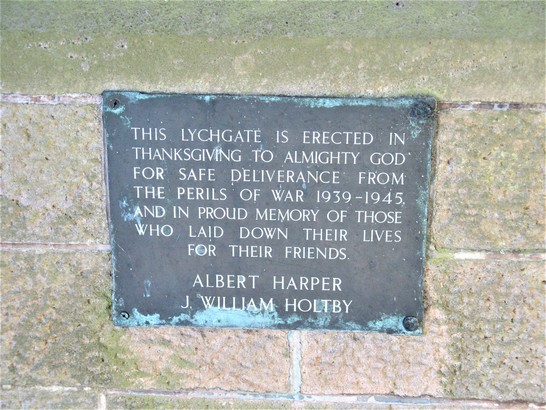 THIS LYCHGATE IS ERECTED IN
THANKSGIVING TO ALMIGHTY GOD
FOR SAFE DELIVERANCE FROM
THE PERILS OF WAR 1939-1945,
AND IN PROUD MEMORY OF THOSE
WHO LAID DOWN THEIR LIVES
FOR THEIR FRIENDS.
ALBERT HARPER
J. WILLIAM HOLTBY